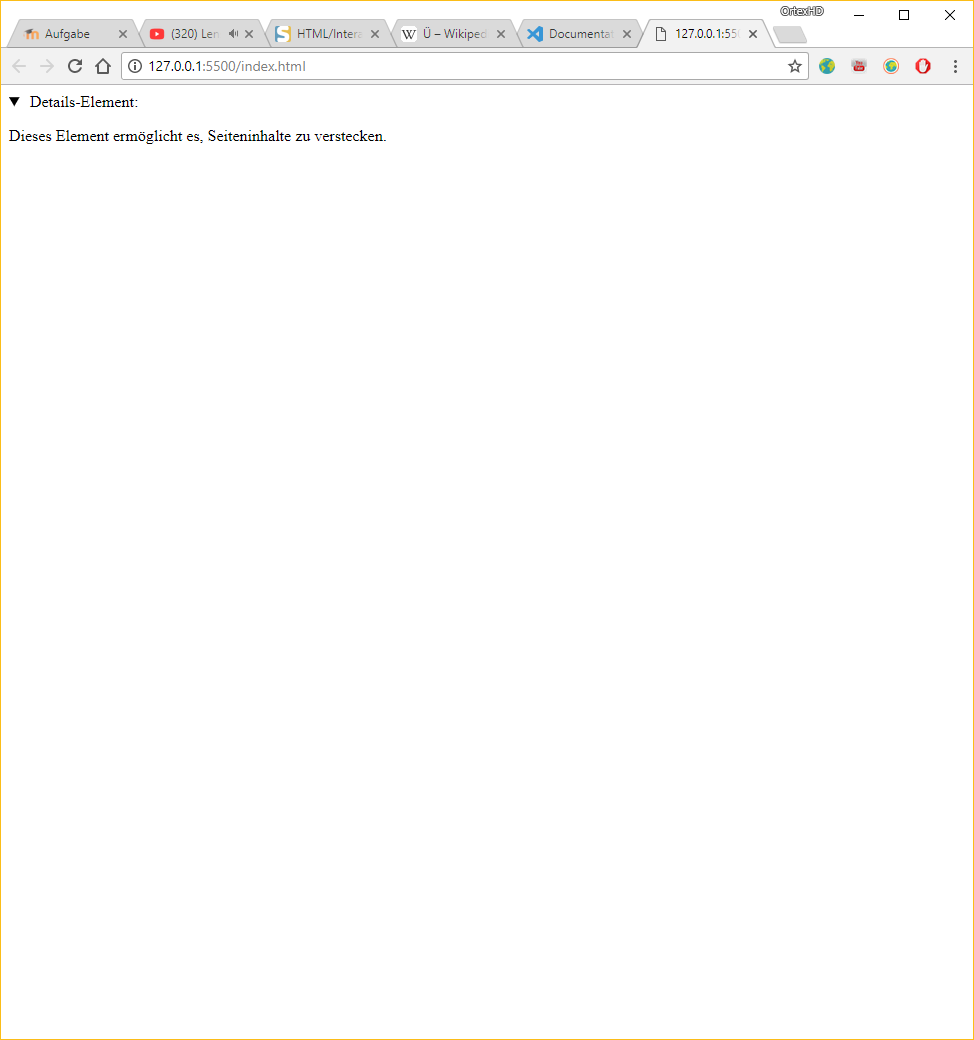 OrtexHD
Aufgabe
(320) Len
HTML/Intera
Ü – Wikiped
Documentat
127.0.0.1:55
127.0.0.1:5500/index.html
Details-Element:
Dieses Element ermöglicht es, Seiteninhalte zu verstecken.